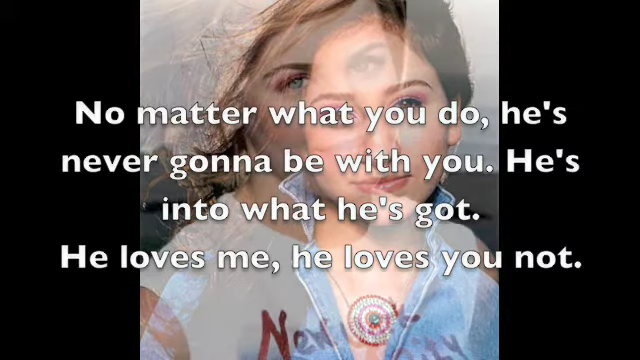 No matter what you do, he's
never gonna be with you. He's
into what he's got.
He loves me, he loves you not.